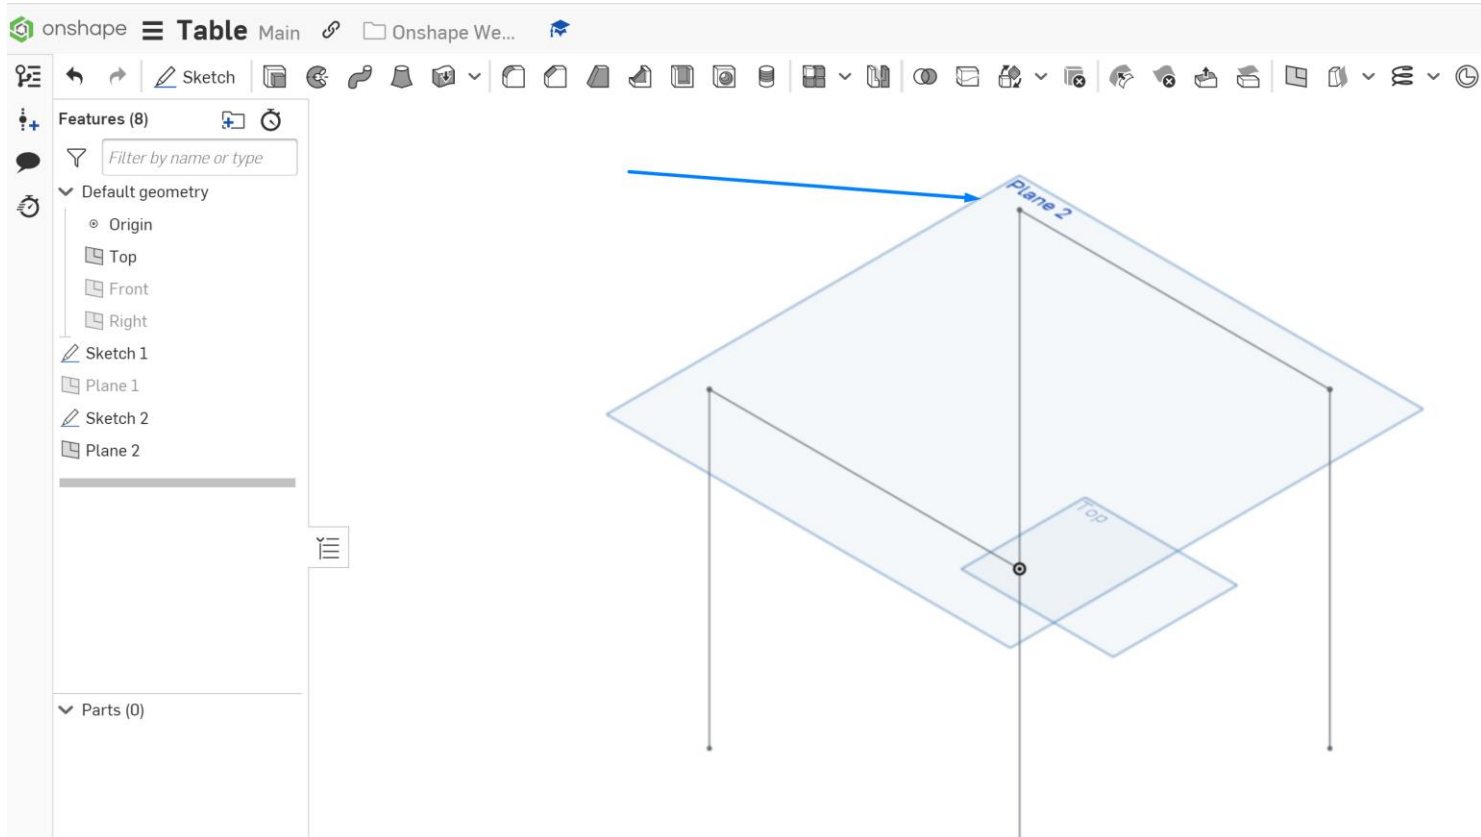 onshape Table Main Onshape We...
Sketch
Features (8)
Filter by name or type
Default geometry
Origin
Top
Front
Right
Sketch 1
Plane 1
Sketch 2
Plane 2
Parts (0)
Plane 2
Top